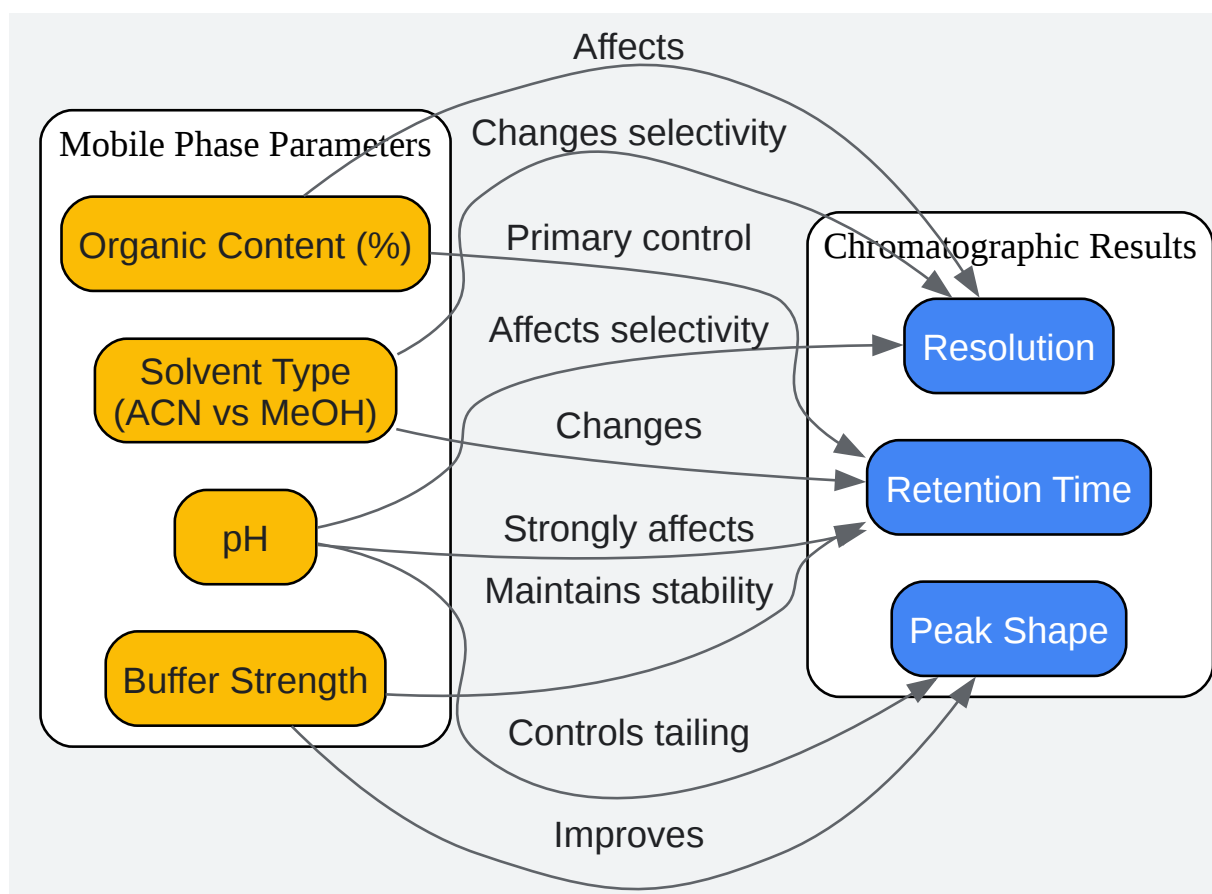 Affects
Mobile Phase Parameters
Changes selectivity
Organic Content (%)
Primary control
Chromatographic Results
Affects selectivity
Resolution
Solvent Type
(ACN vs MeOH)
Changes
Retention Time
pH
Strongly affects
Maintains stability
Peak Shape
Buffer Strength
Controls tailing
Improves